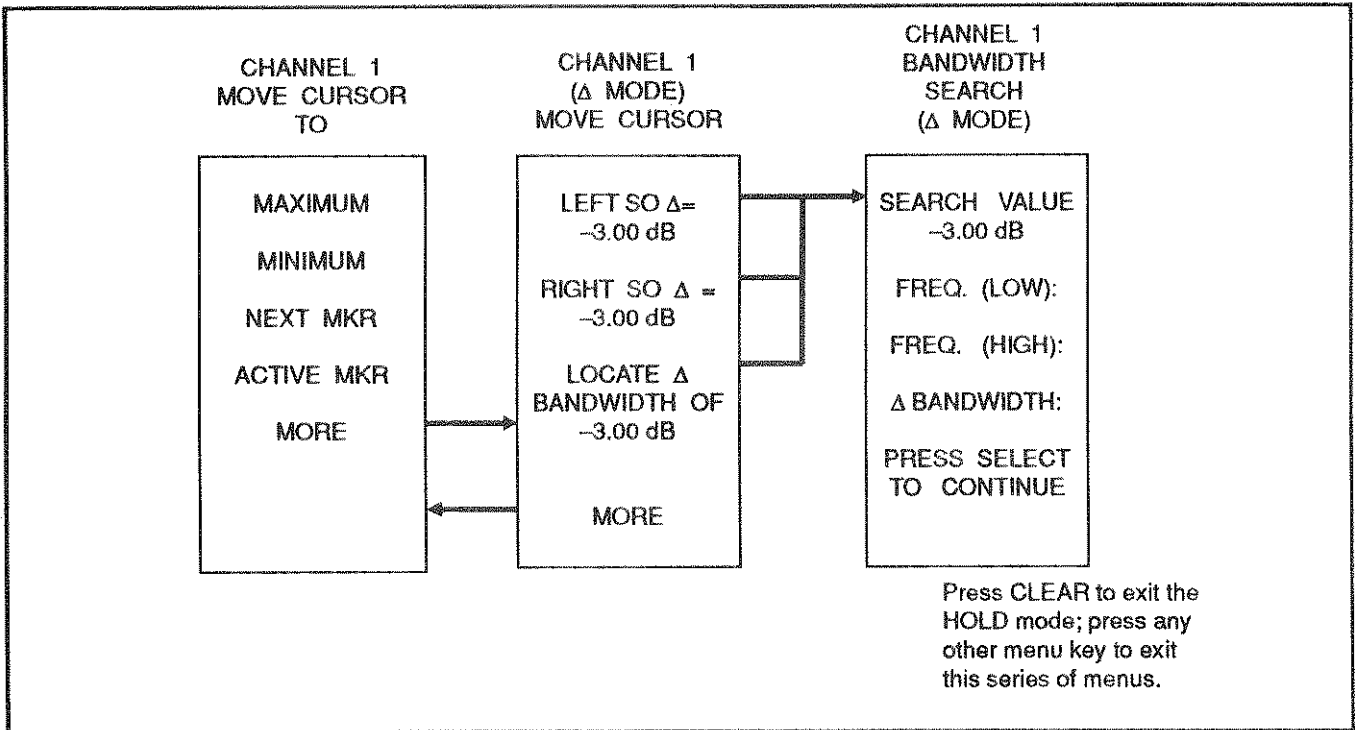 CHANNEL 1
MOVE CURSOR
TO
MAXIMUM
MINIMUM
NEXT MKR
ACTIVE MKR
MORE
CHANNEL 1
(Δ MODE)
MOVE CURSOR
LEFT SO Δ=
–3.00 dB
RIGHT SO Δ =
–3.00 dB
LOCATE Δ
BANDWIDTH OF
–3.00 dB
MORE
CHANNEL 1
BANDWIDTH
SEARCH
(Δ MODE)
SEARCH VALUE
–3.00 dB
FREQ. (LOW):
FREQ. (HIGH):
Δ BANDWIDTH:
PRESS SELECT
TO CONTINUE
Press CLEAR to exit the
HOLD mode; press any
other menu key to exit
this series of menus.